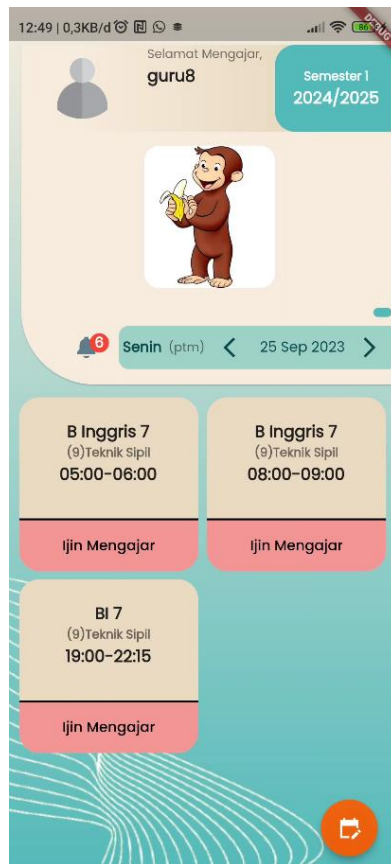 12:49 | 0,3KB/d
86
DEBUG
Selamat Mengajar,
guru8
Semester 1
2024/2025
6
Senin (ptm)
25 Sep 2023
B Inggris 7
(9)Teknik Sipil
05:00-06:00
Ijin Mengajar
B Inggris 7
(9)Teknik Sipil
08:00-09:00
Ijin Mengajar
BI 7
(9)Teknik Sipil
19:00-22:15
Ijin Mengajar